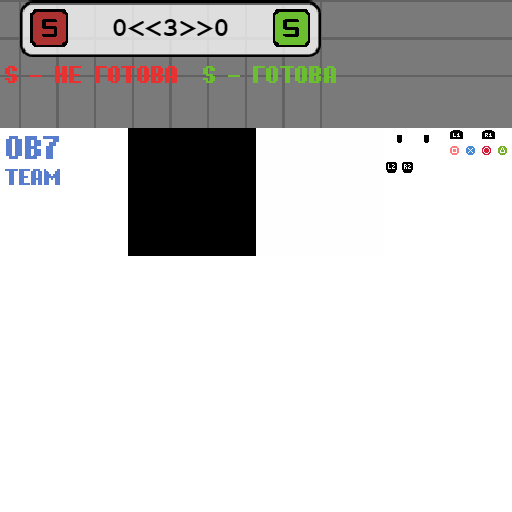 S 0<<3>>0 S
S - НЕ ГОТОВА S - ГОТОВА
OB7
TEAM
L1 R1
L2 R2